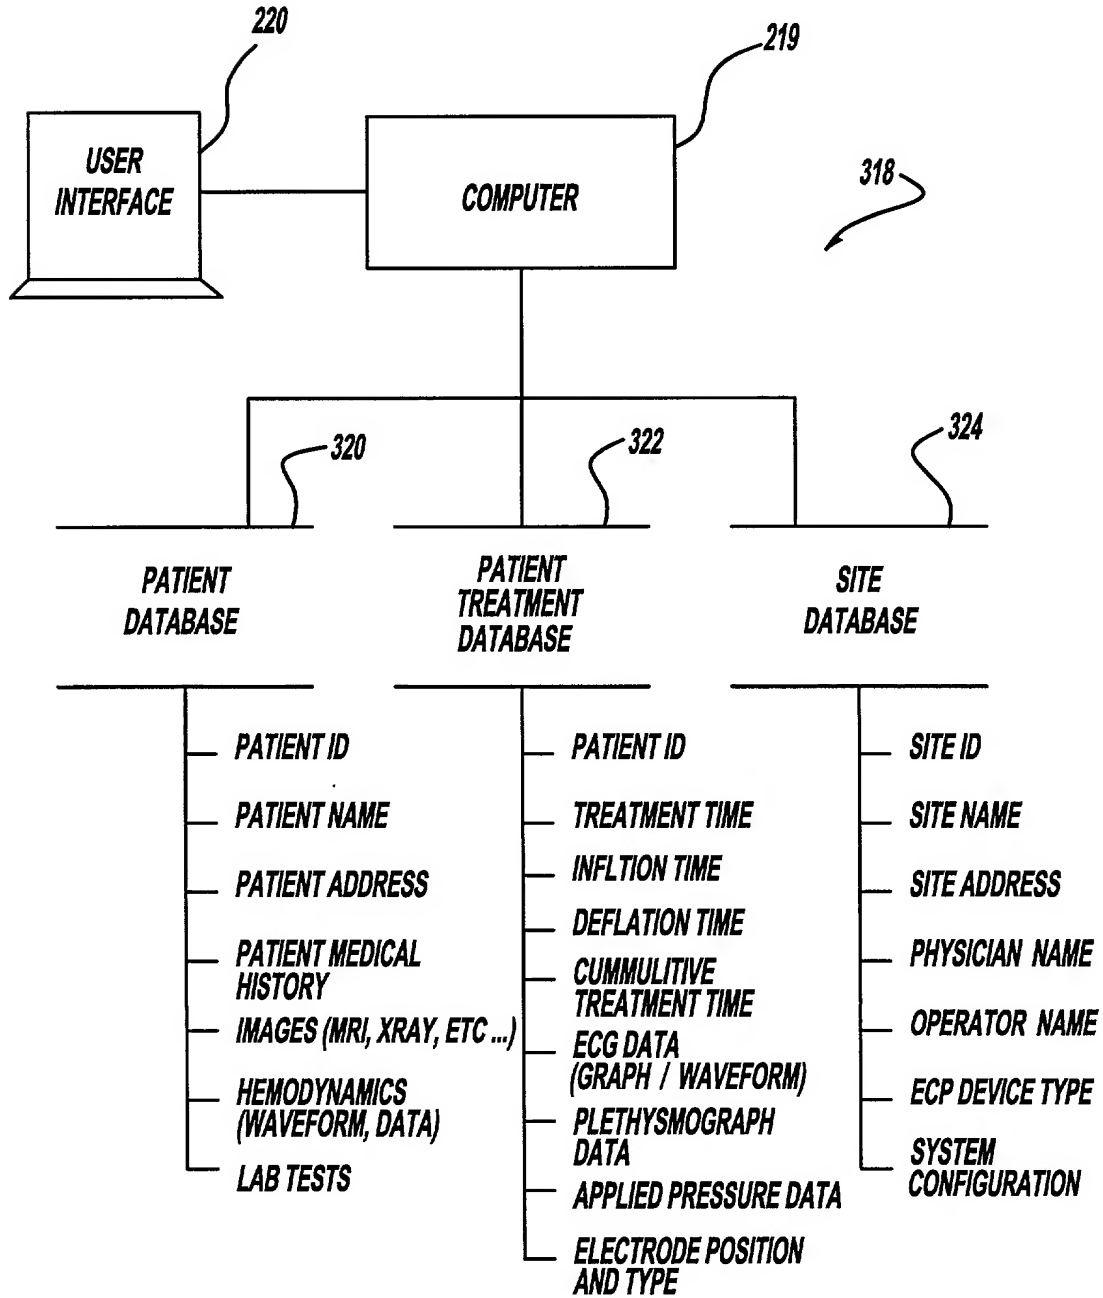 220
219
USER
INTERFACE
COMPUTER
318
320
322
324
PATIENT
DATABASE
PATIENT
TREATMENT
DATABASE
SITE
DATABASE
PATIENT ID
PATIENT NAME
PATIENT ADDRESS
PATIENT MEDICAL
HISTORY
IMAGES (MRI, XRAY, ETC ...)
HEMODYNAMICS
(WAVEFORM, DATA)
LAB TESTS
PATIENT ID
TREATMENT TIME
INFLTION TIME
DEFLATION TIME
CUMMULITIVE
TREATMENT TIME
ECG DATA
(GRAPH / WAVEFORM)
PLETHYSMOGRAPH
DATA
APPLIED PRESSURE DATA
ELECTRODE POSITION
AND TYPE
SITE ID
SITE NAME
SITE ADDRESS
PHYSICIAN NAME
OPERATOR NAME
ECP DEVICE TYPE
SYSTEM
CONFIGURATION